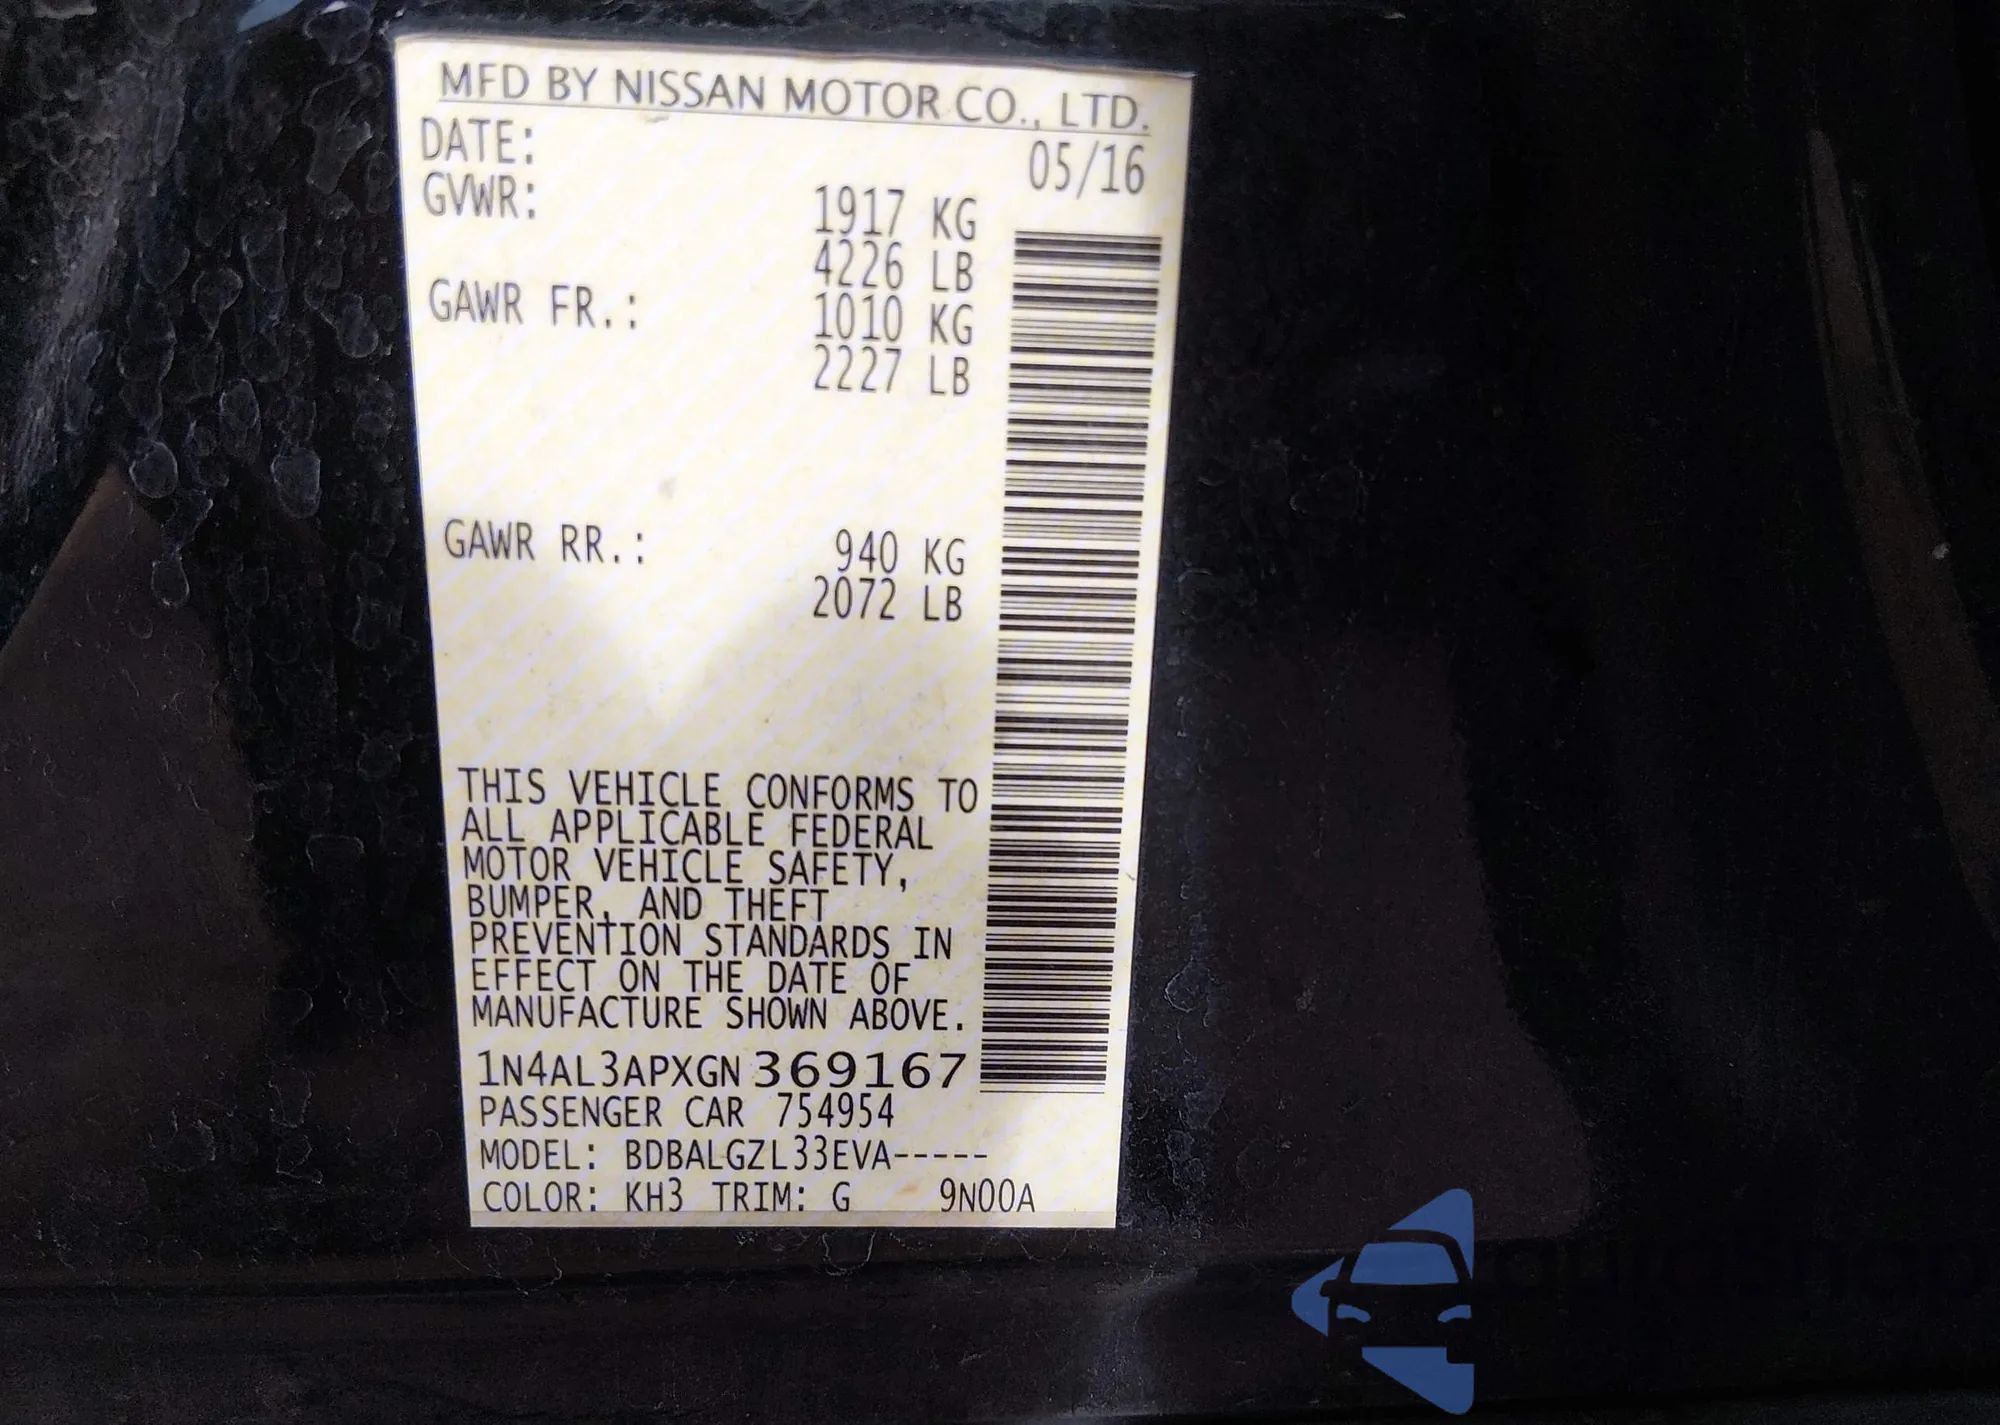 MFD BY NISSAN MOTOR CO., LTD.
DATE: 05/16
GVWR: 1917 KG
4226 LB
GAWR FR.: 1010 KG
2227 LB
GAWR RR.: 940 KG
2072 LB
THIS VEHICLE CONFORMS TO
ALL APPLICABLE FEDERAL
MOTOR VEHICLE SAFETY,
BUMPER, AND THEFT
PREVENTION STANDARDS IN
EFFECT ON THE DATE OF
MANUFACTURE SHOWN ABOVE.
1N4AL3APXGN369167
PASSENGER CAR 754954
MODEL: BDBALGZL33EVA-----
COLOR: KH3 TRIM: G 9N00A